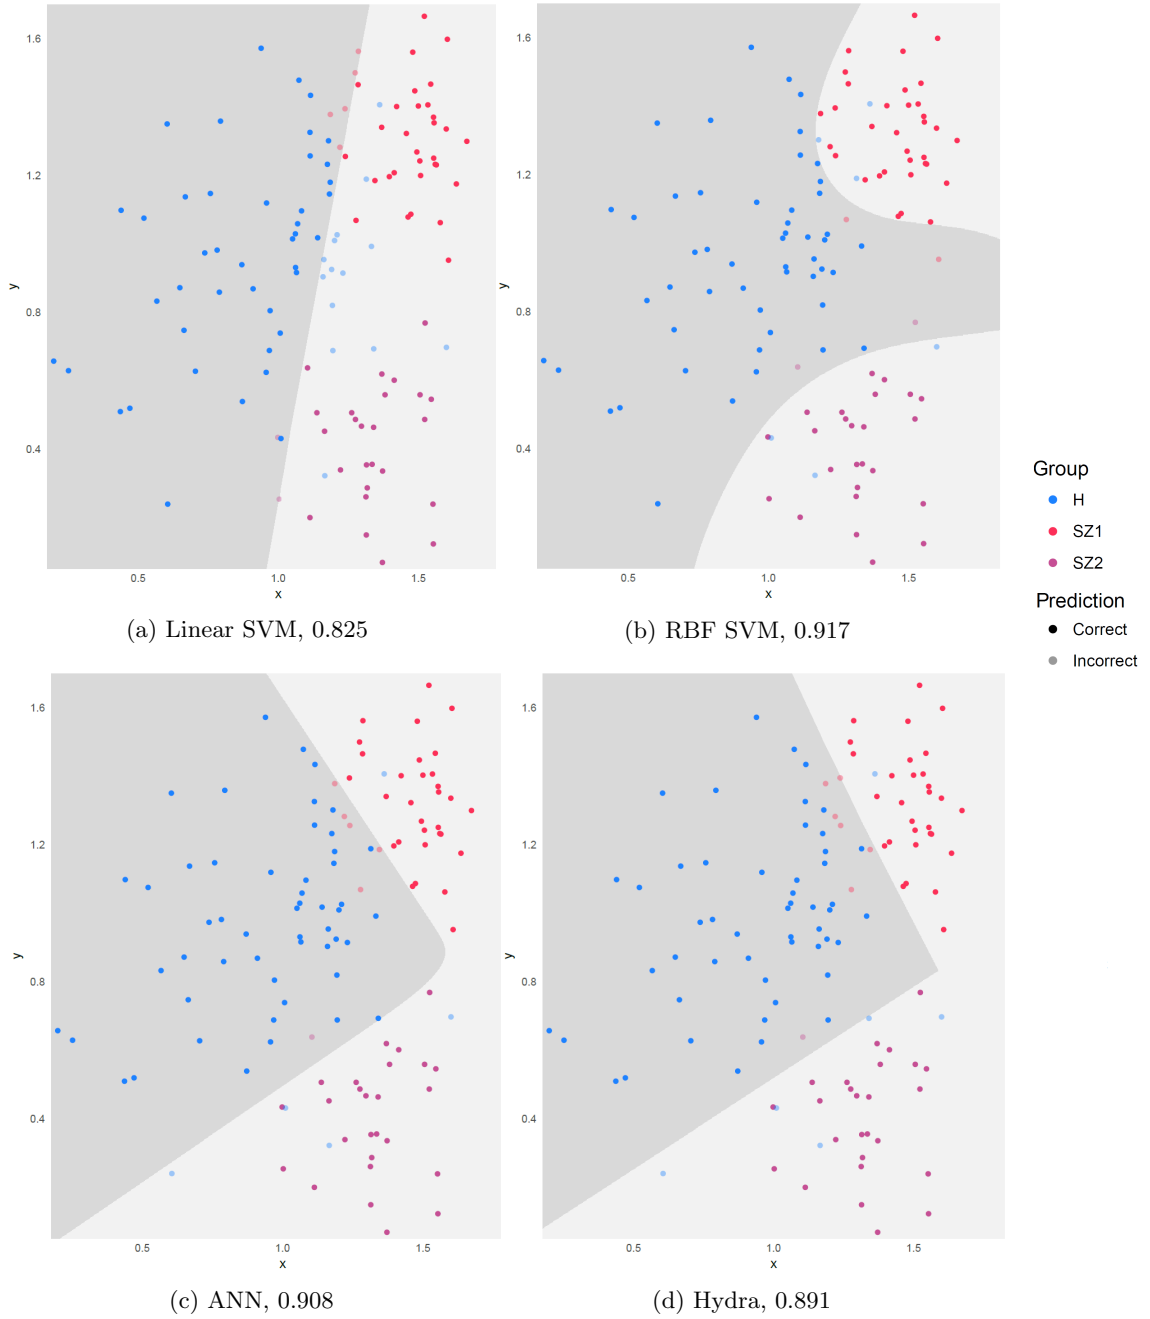 1.6
1.2
0.8
0.4
y
0.5
1.0
1.5
x
(a) Linear SVM, 0.825
1.6
1.2
0.8
0.4
y
0.5
1.0
1.5
x
(b) RBF SVM, 0.917
Group
H
SZ1
SZ2
Prediction
Correct
Incorrect
1.6
1.2
0.8
0.4
y
0.5
1.0
1.5
x
(c) ANN, 0.908
1.6
1.2
0.8
0.4
y
0.5
1.0
1.5
x
(d) Hydra, 0.891